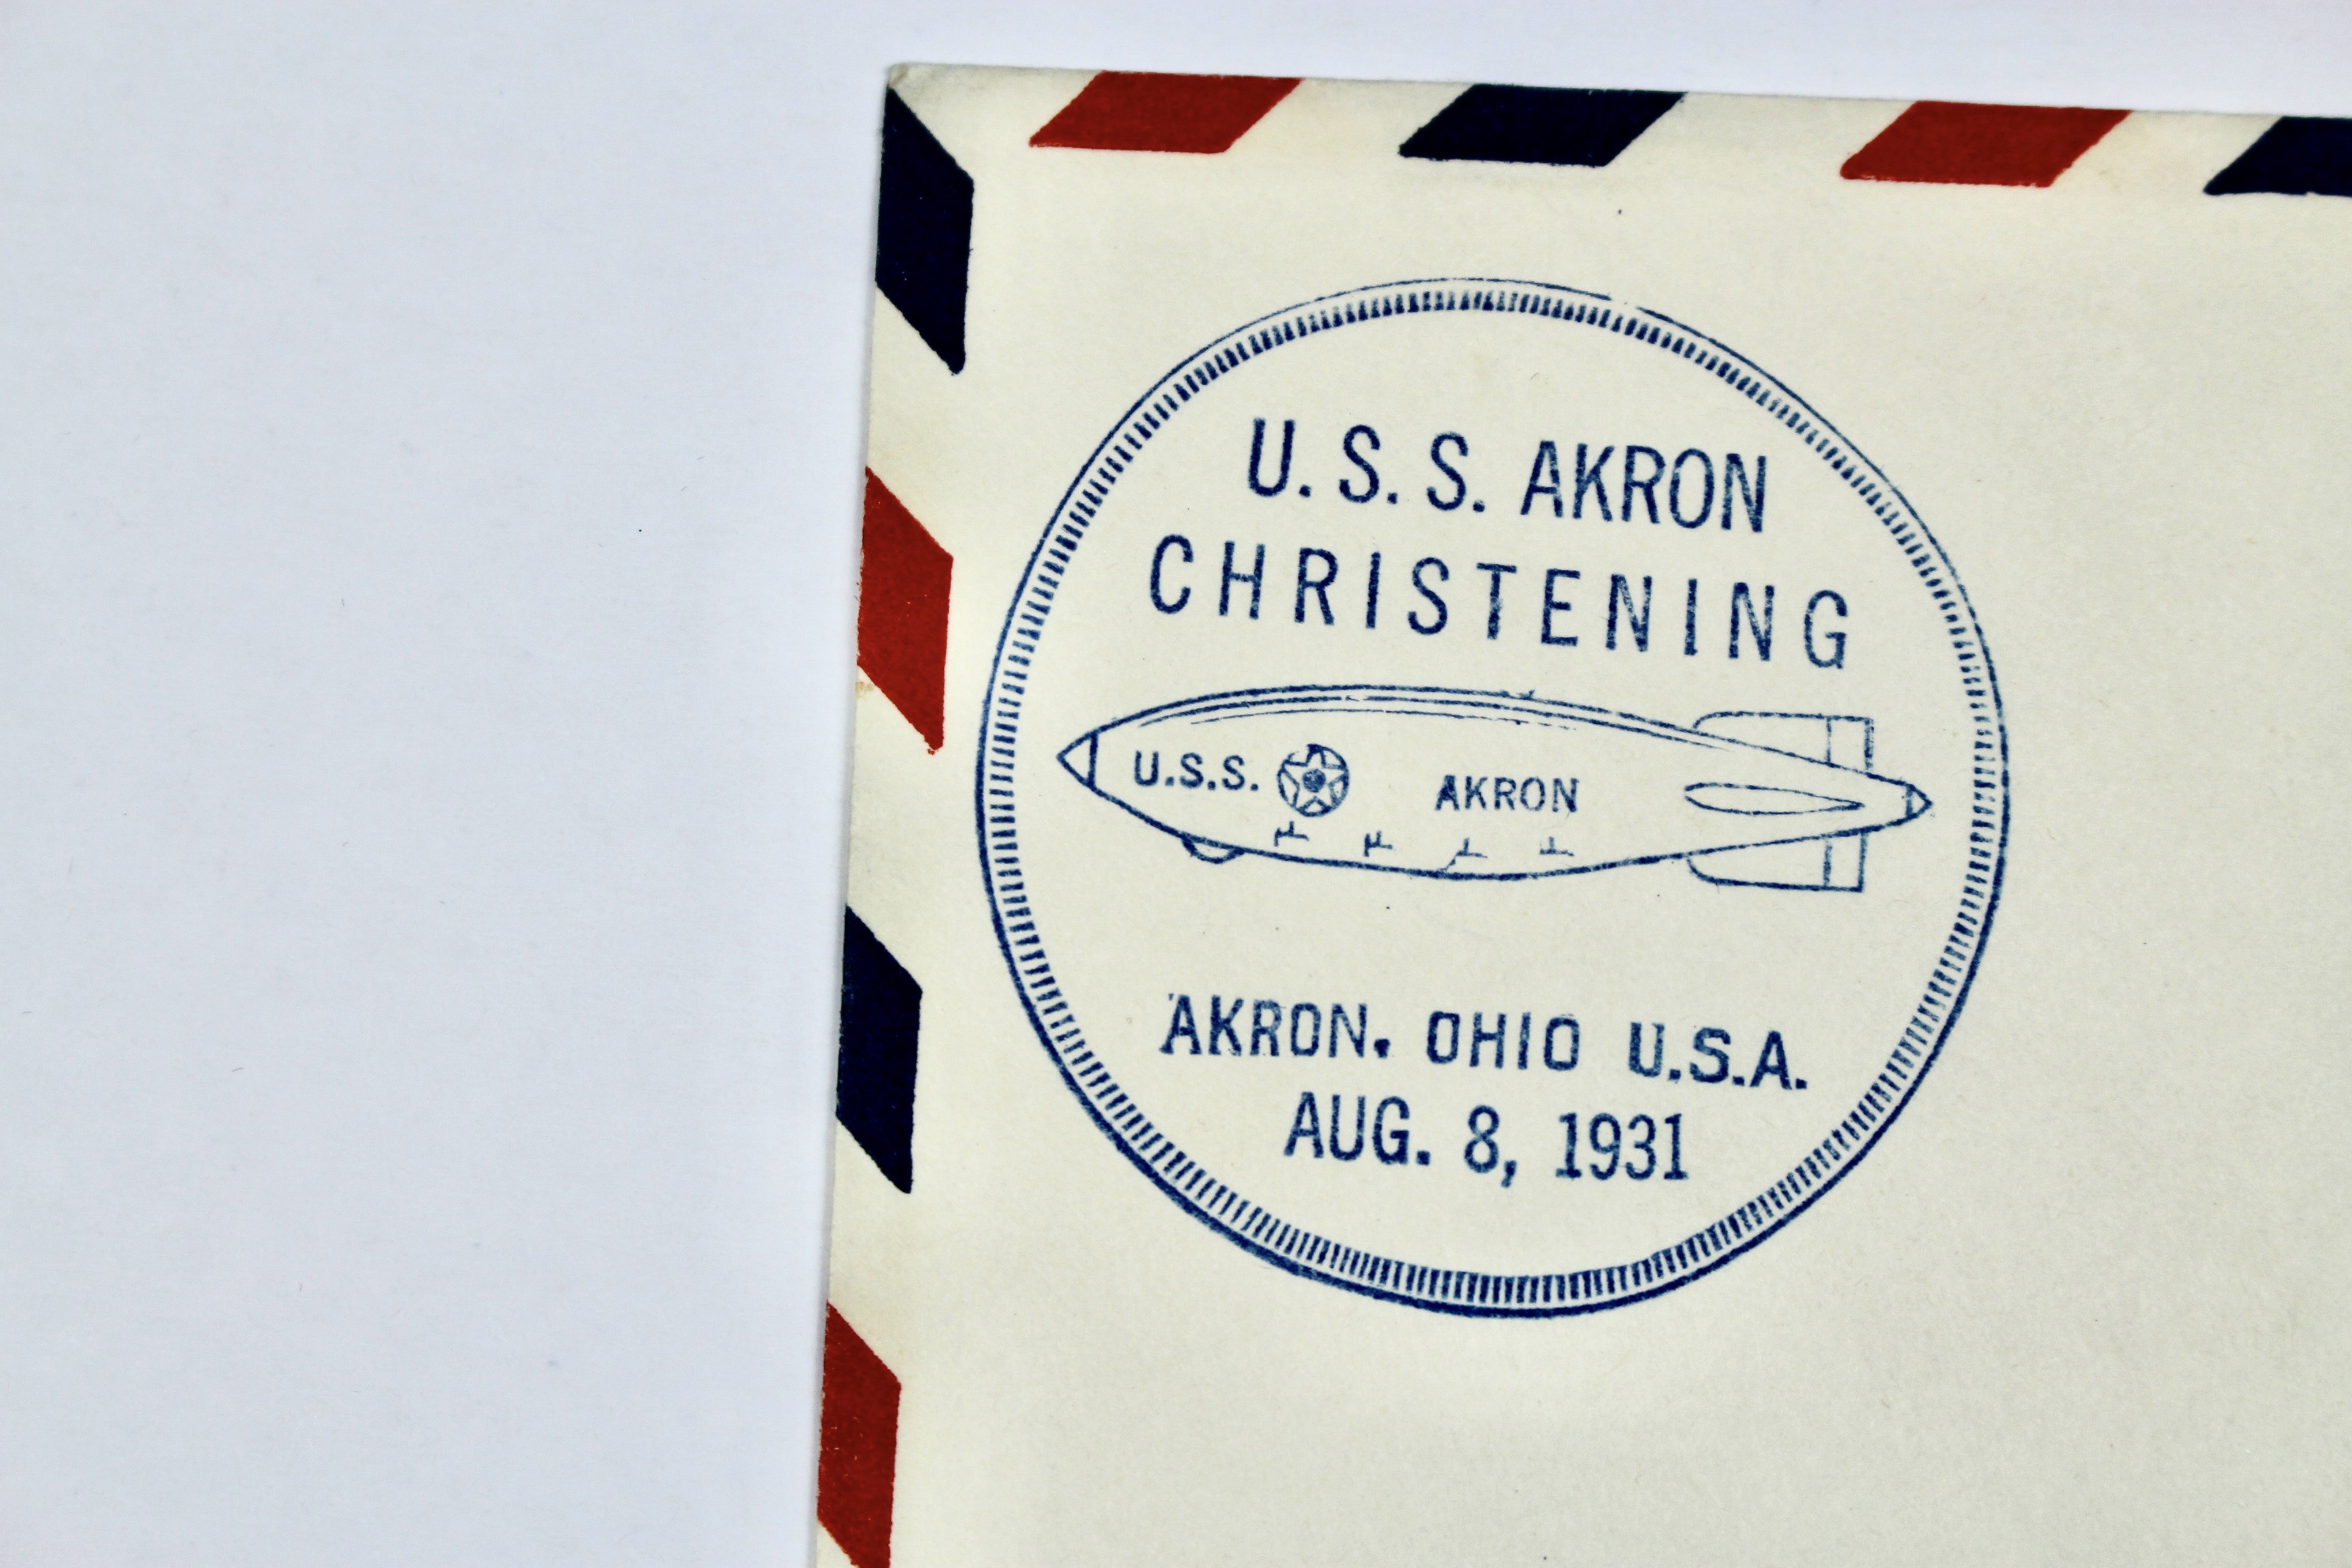 U.S.S. AKRON
CHRISTENING
U.S.S. AKRON
AKRON. OHIO U.S.A.
AUG. 8, 1931